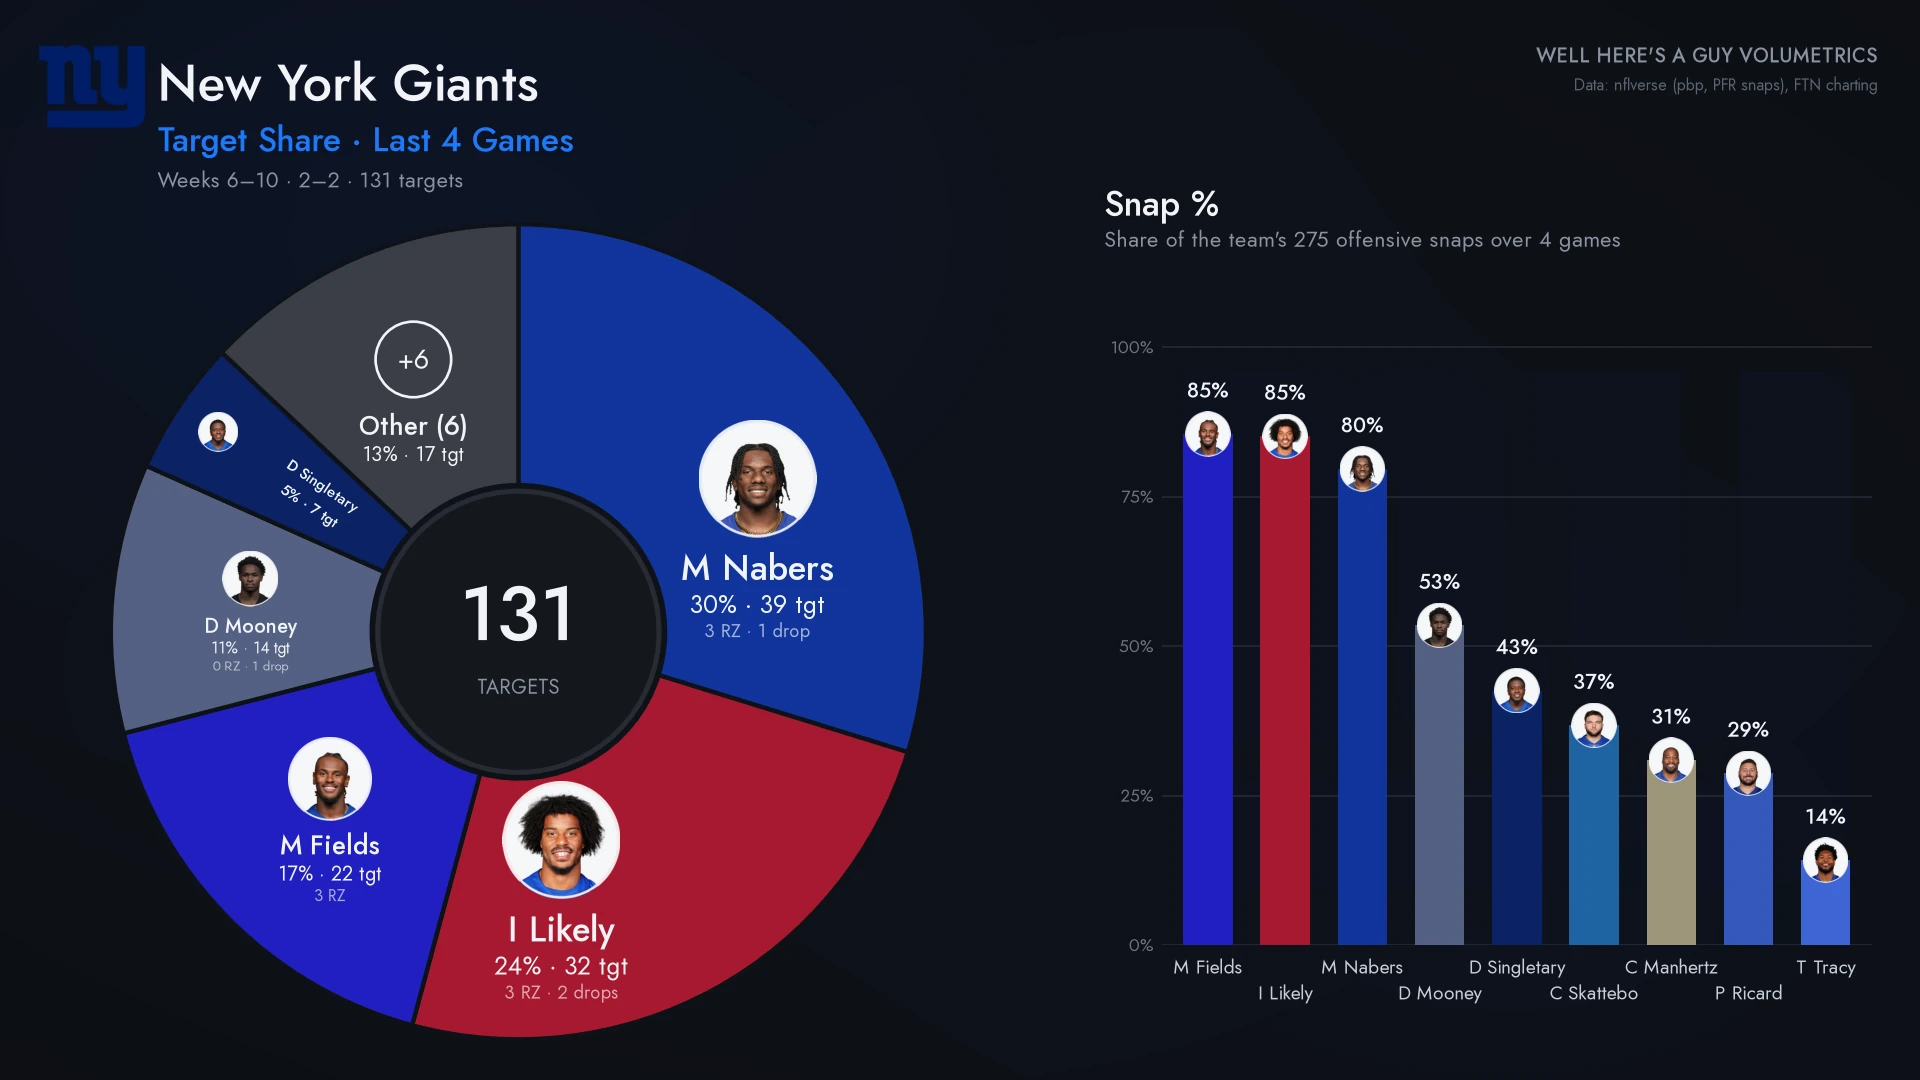 ny
New York Giants
Target Share · Last 4 Games
Weeks 6–10 · 2–2 · 131 targets
WELL HERE'S A GUY VOLUMETRICS
Data: nflverse (pbp, PFR snaps), FTN charting
+6
Other (6)
13% · 17 tgt
D Singletary
5% · 7 tgt
M Nabers
30% · 39 tgt
3 RZ · 1 drop
D Mooney
11% · 14 tgt
0 RZ · 1 drop
131
TARGETS
M Fields
17% · 22 tgt
3 RZ
I Likely
24% · 32 tgt
3 RZ · 2 drops
Snap %
Share of the team's 275 offensive snaps over 4 games
100%
75%
50%
25%
0%
85%
85%
80%
53%
43%
37%
31%
29%
14%
M Fields
I Likely
M Nabers
D Mooney
D Singletary
C Skattebo
C Manhertz
P Ricard
T Tracy